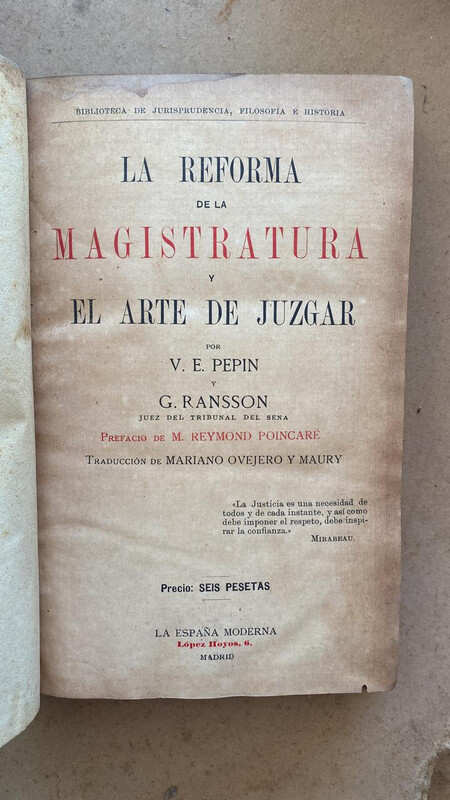 BIBLIOTECA DE JURISPRUDENCIA, FILOSOFÍA E HISTORIA
LA REFORMA
DE LA
MAGISTRATURA
Y
EL ARTE DE JUZGAR
POR
V. E. PEPIN
Y
G. RANSSON
JUEZ DEL TRIBUNAL DEL SENA
PREFACIO DE M. REYMOND POINCARÉ
TRADUCCIÓN DE MARIANO OVEJERO Y MAURY
«La Justicia es una necesidad de
todos y de cada instante, y así como
debe imponer el respeto, debe inspi-
rar la confianza.»
MIRABEAU.
Precio: SEIS PESETAS
LA ESPAÑA MODERNA
López Hoyos, 6.
MADRID